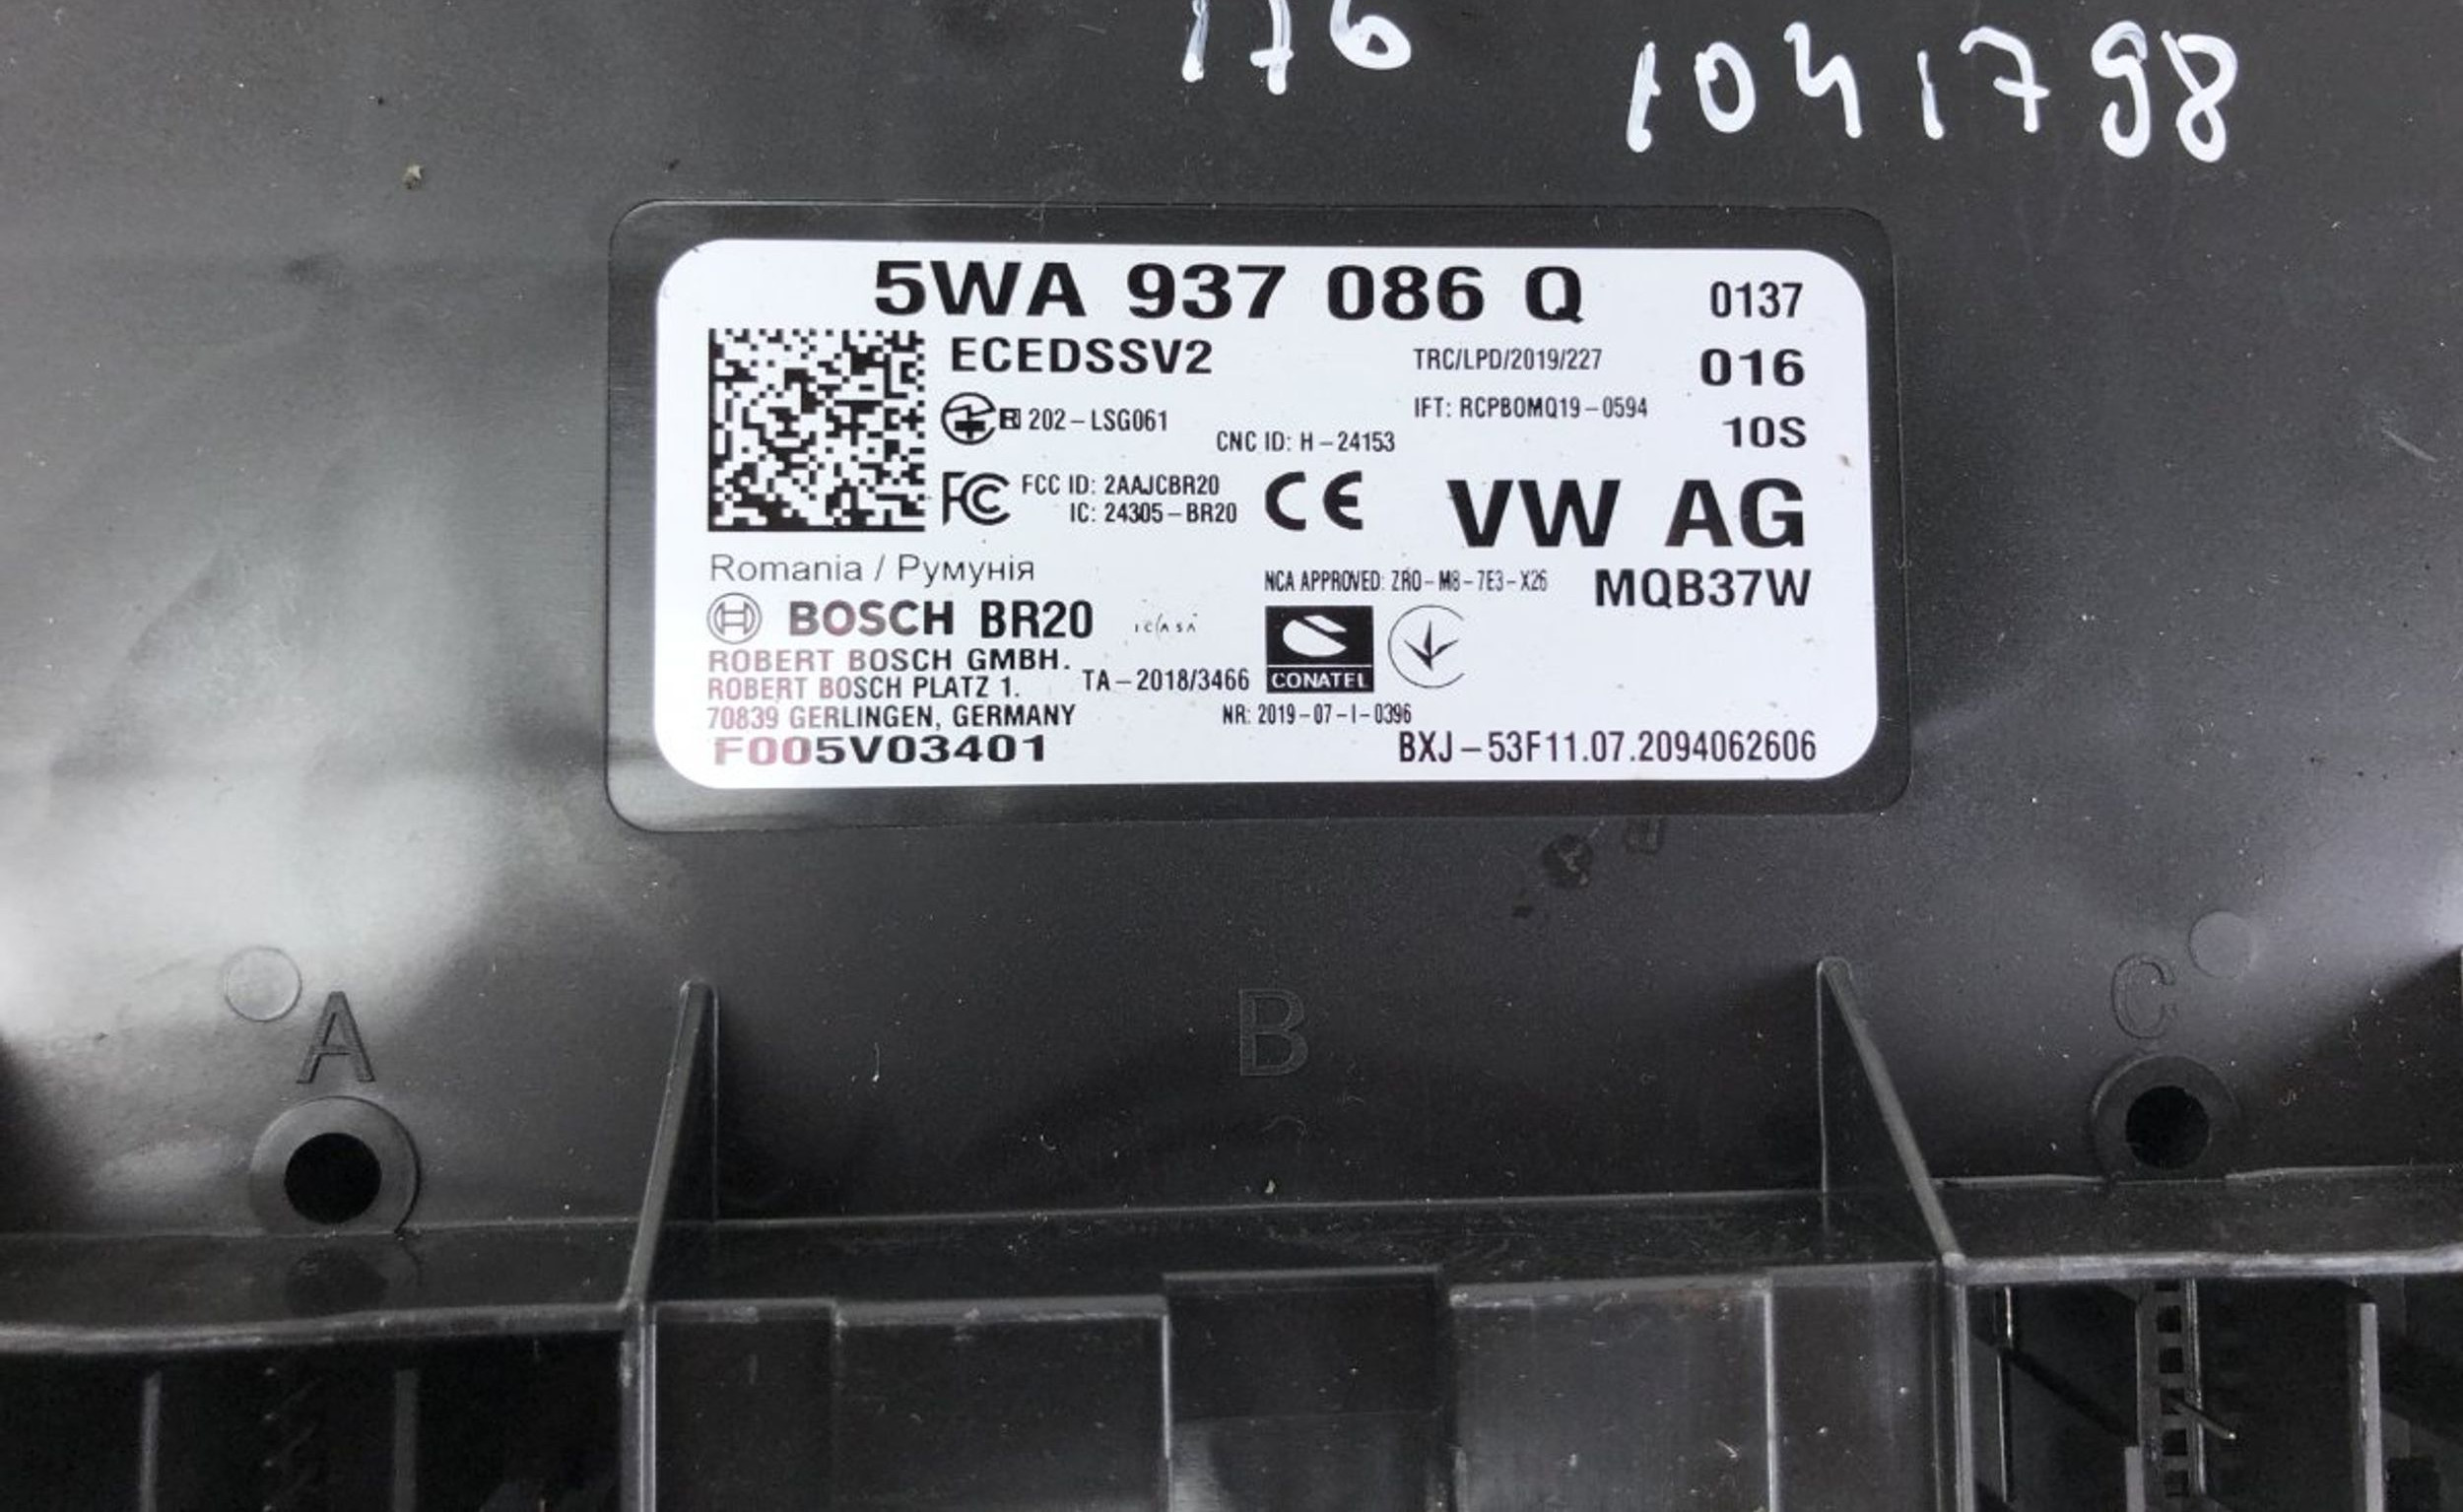 176
1041798
5WA 937 086 Q 0137
ECEDSSV2 TRC/LPD/2019/227 016
R 202-LSG061 IFT: RCPBOMQ19-0594
CNC ID: H-24153 10S
FC FCC ID: 2AAJCBR20 CE VW AG
IC: 24305-BR20
Romania / Румунія NCA APPROVED: ZRO-M8-7E3-X26 MQB37W
BOSCH BR20 ICASA
ROBERT BOSCH GMBH.
ROBERT BOSCH PLATZ 1. TA-2018/3466 CONATEL
70839 GERLINGEN, GERMANY NR: 2019-07-I-0396
F005V03401 BXJ-53F11.07.2094062606
A B C